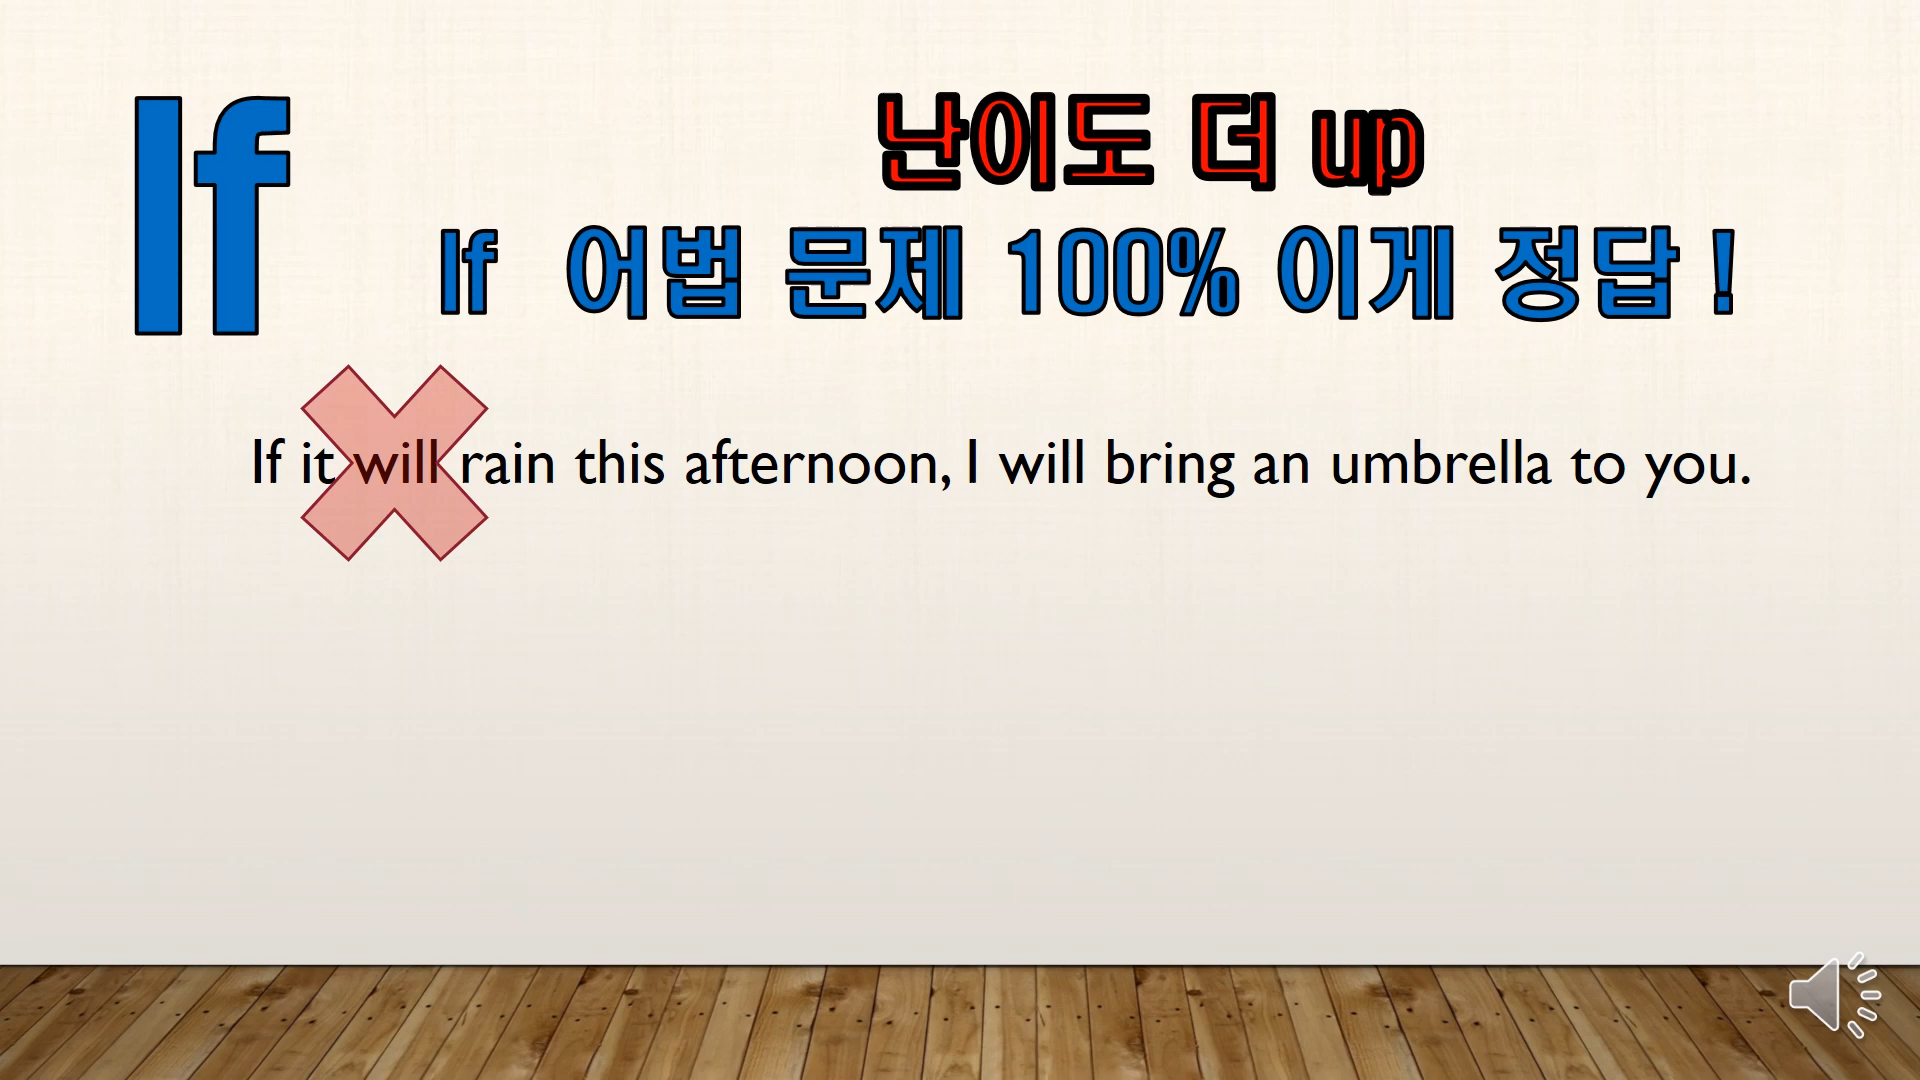 If
난이도 더 up
If 어법 문제 100% 이게 정답 !
If it will rain this afternoon, I will bring an umbrella to you.